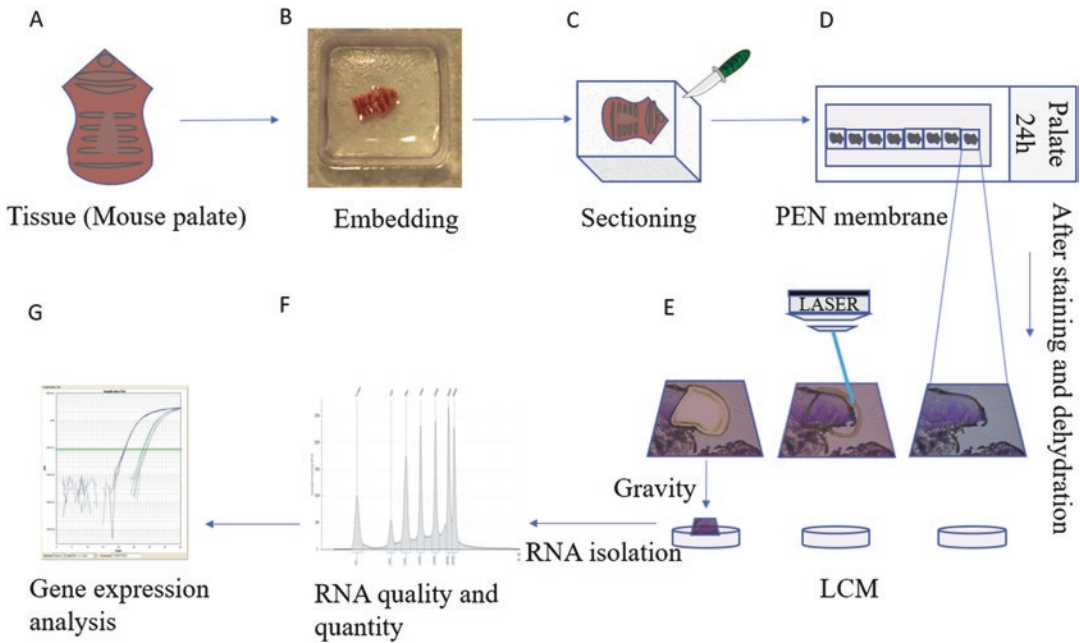 A
B
C
D
Tissue (Mouse palate)
Embedding
Sectioning
PEN membrane
Palate
24h
After staining and dehydration
G
F
E
LASER
Gravity
RNA isolation
LCM
Gene expression
analysis
RNA quality and
quantity